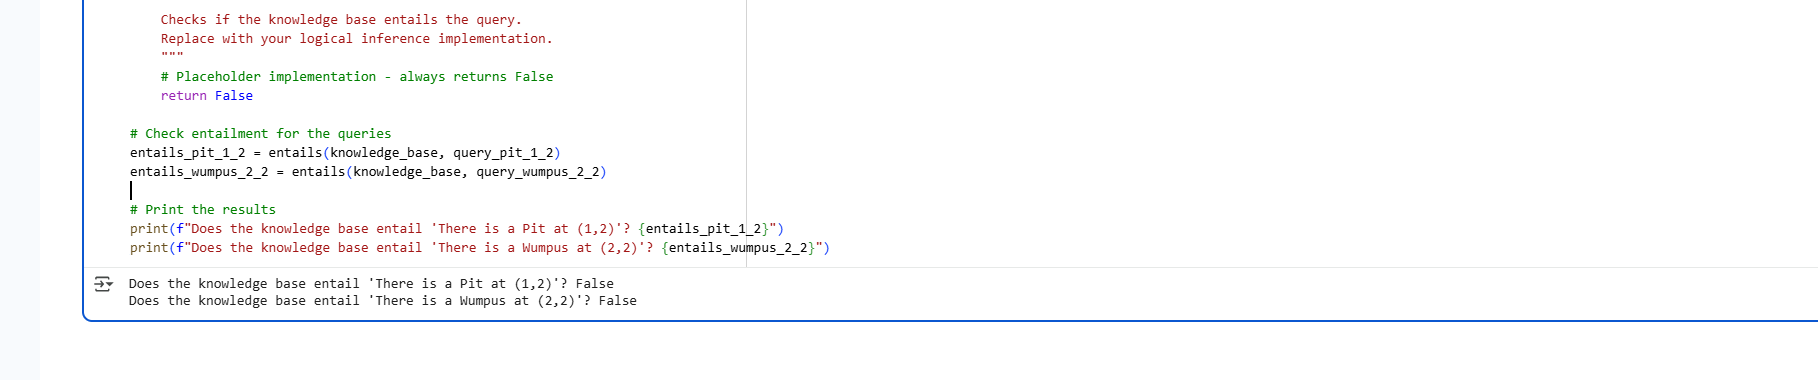 Checks if the knowledge base entails the query.
Replace with your logical inference implementation.
"""
# Placeholder implementation - always returns False
return False
# Check entailment for the queries
entails_pit_1_2 = entails(knowledge_base, query_pit_1_2)
entails_wumpus_2_2 = entails(knowledge_base, query_wumpus_2_2)
# Print the results
print(f"Does the knowledge base entail 'There is a Pit at (1,2)'? {entails_pit_1_2}")
print(f"Does the knowledge base entail 'There is a Wumpus at (2,2)'? {entails_wumpus_2_2}")
Does the knowledge base entail 'There is a Pit at (1,2)'? False
Does the knowledge base entail 'There is a Wumpus at (2,2)'? False